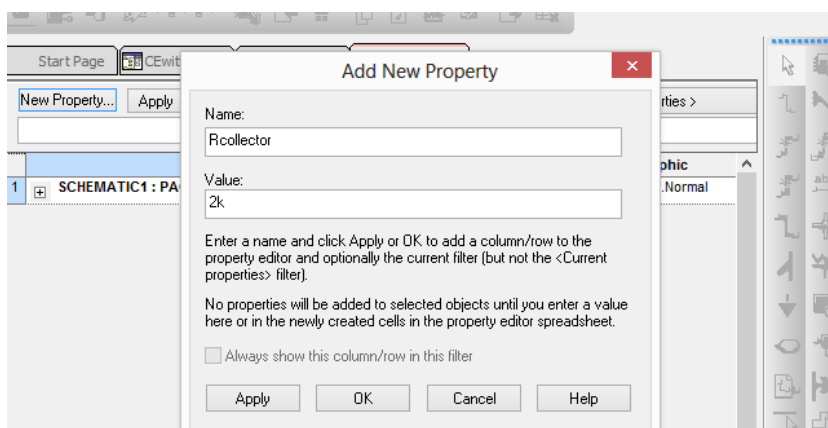 Start Page CEwit
Add New Property
New Property... Apply
rties >
Name:
Rcollector
phic
Value:
1 SCHEMATIC1 : PA
.Normal
2k
Enter a name and click Apply or OK to add a column/row to the
property editor and optionally the current filter (but not the <Current
properties> filter).
No properties will be added to selected objects until you enter a value
here or in the newly created cells in the property editor spreadsheet.
Always show this column/row in this filter
Apply OK Cancel Help
ab